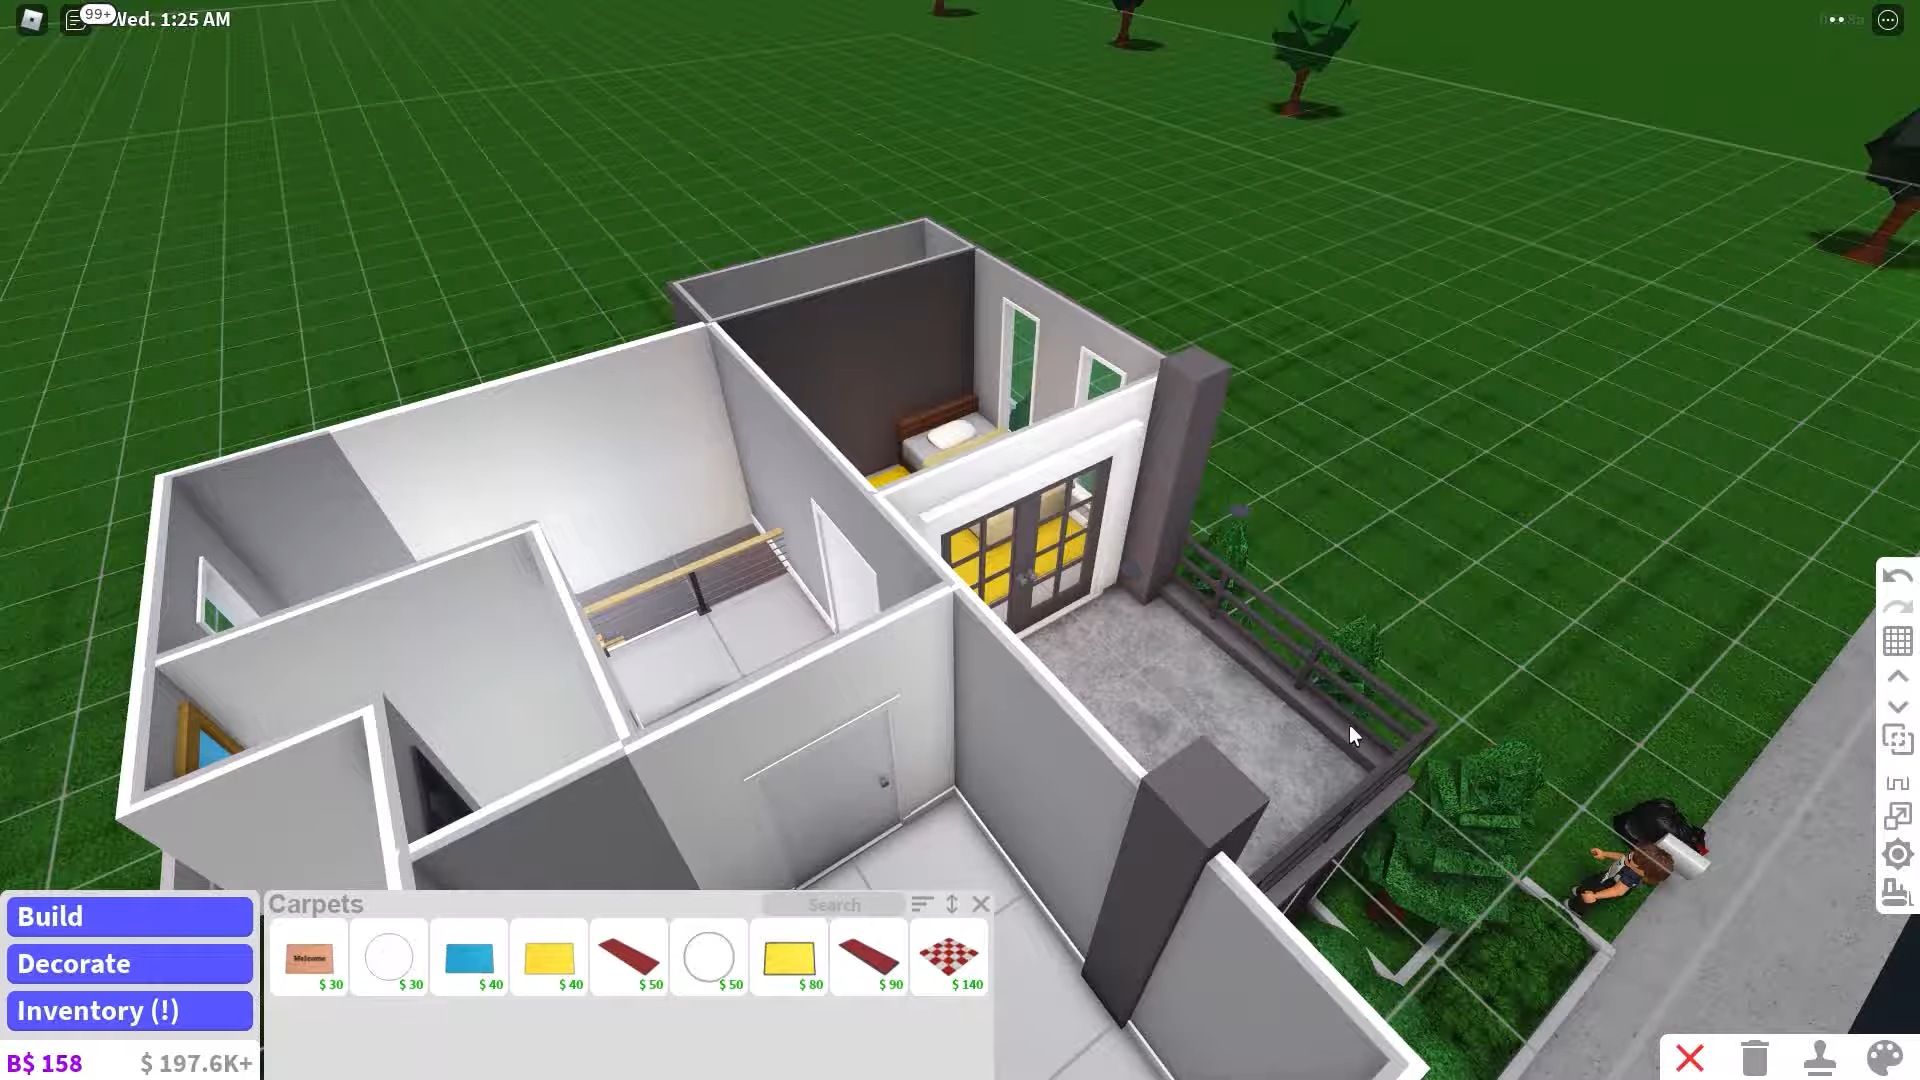 99+
Wed. 1:25 AM
Build
Decorate
Inventory (!)
B$ 158
$ 197.6K+
Carpets
Search
Welcome
$ 30
$ 30
$ 40
$ 40
$ 50
$ 50
$ 80
$ 90
$ 140